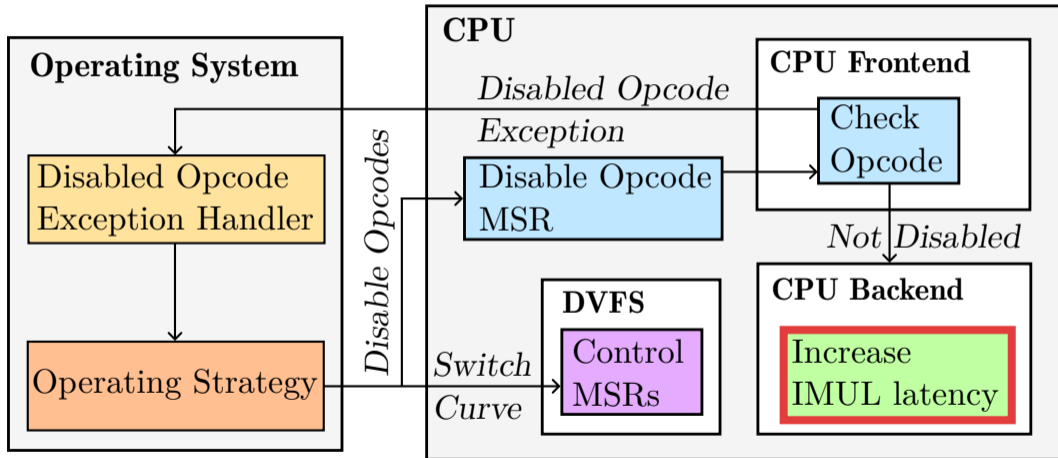 CPU
Operating System
CPU Frontend
Disabled Opcode
Exception
Check
Opcode
Disabled Opcode
Exception Handler
Disable Opcodes
Disable Opcode
MSR
Not Disabled
DVFS
CPU Backend
Operating Strategy
Switch
Curve
Control
MSRs
Increase
IMUL latency